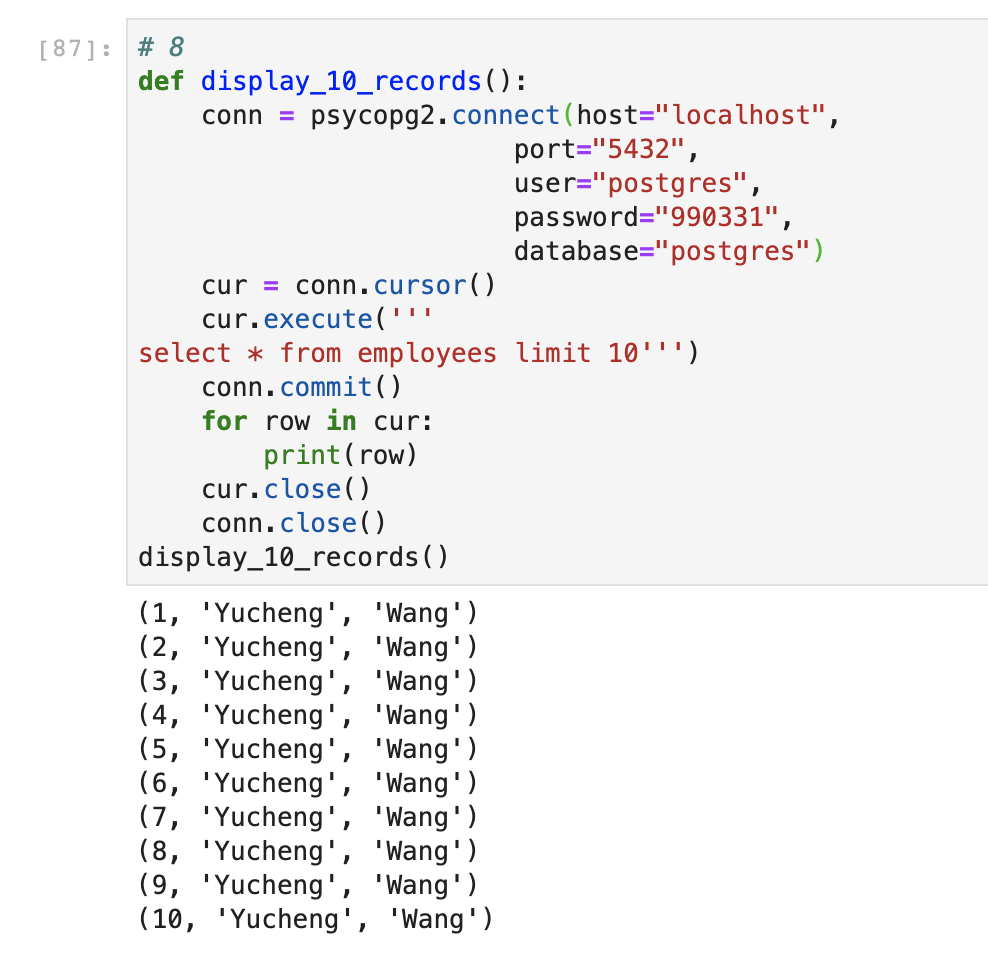 [87]: # 8
def display_10_records():
    conn = psycopg2.connect(host="localhost",
                        port="5432",
                        user="postgres",
                        password="990331",
                        database="postgres")
    cur = conn.cursor()
    cur.execute('''
select * from employees limit 10''')
    conn.commit()
    for row in cur:
        print(row)
    cur.close()
    conn.close()
display_10_records()
(1, 'Yucheng', 'Wang')
(2, 'Yucheng', 'Wang')
(3, 'Yucheng', 'Wang')
(4, 'Yucheng', 'Wang')
(5, 'Yucheng', 'Wang')
(6, 'Yucheng', 'Wang')
(7, 'Yucheng', 'Wang')
(8, 'Yucheng', 'Wang')
(9, 'Yucheng', 'Wang')
(10, 'Yucheng', 'Wang')